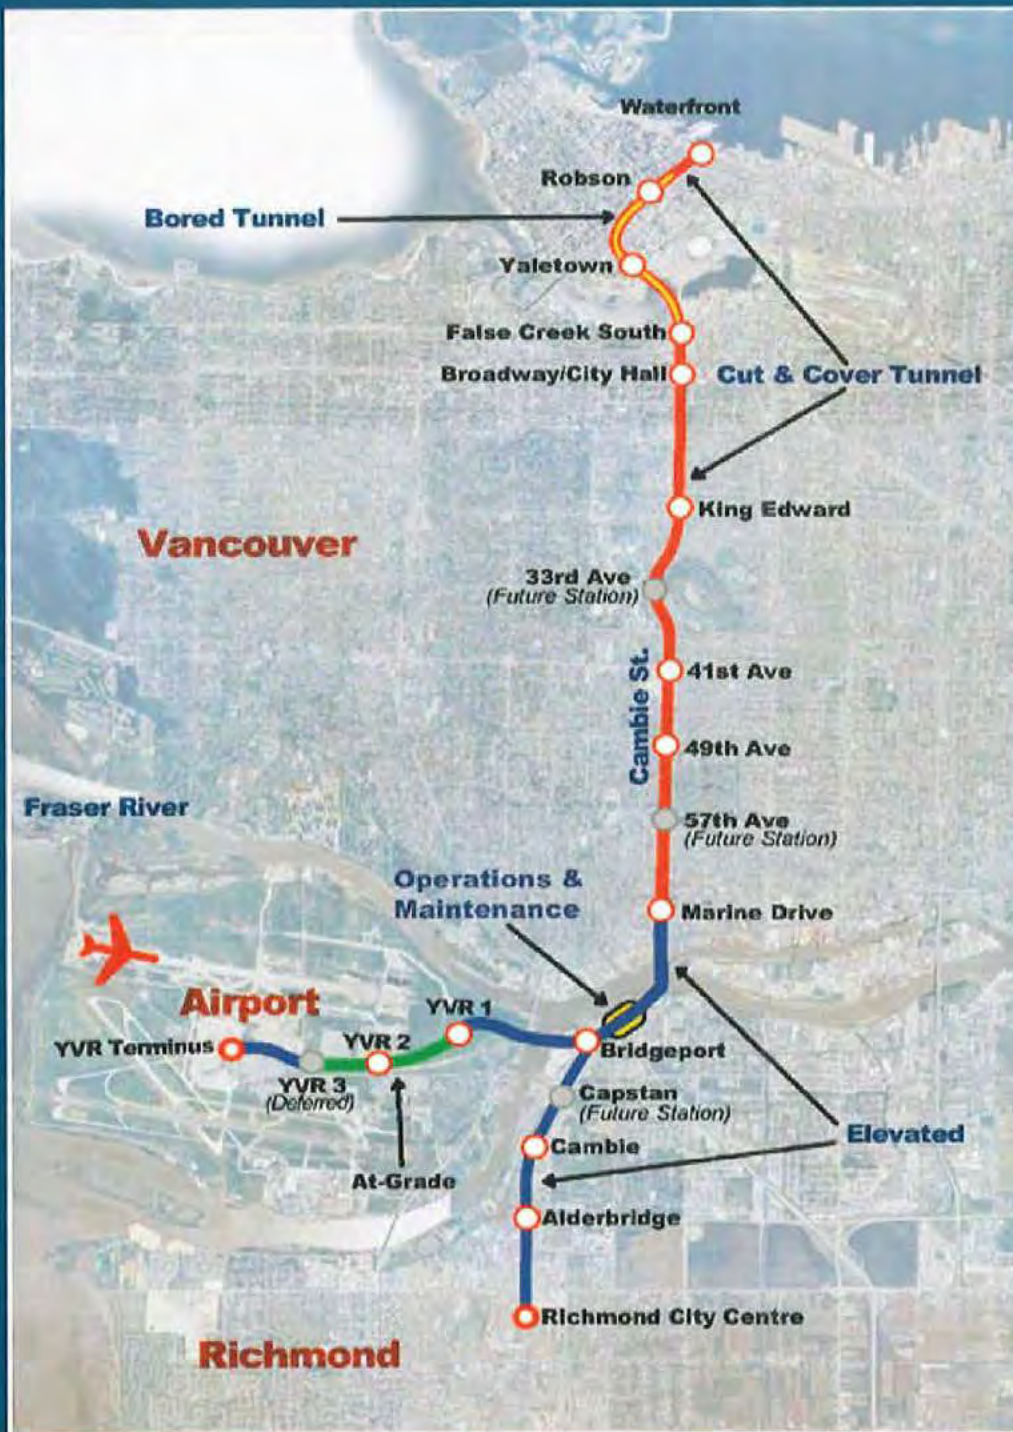 Waterfront
Robson
Bored Tunnel
Yaletown
False Creek South
Broadway/City Hall
Cut & Cover Tunnel
King Edward
Vancouver
33rd Ave
(Future Station)
41st Ave
Cambie St.
49th Ave
Fraser River
57th Ave
(Future Station)
Operations &
Maintenance
Marine Drive
Airport
YVR 1
YVR Terminus
YVR 2
Bridgeport
YVR 3
(Deferred)
Capstan
(Future Station)
Elevated
Cambie
At-Grade
Alderbridge
Richmond City Centre
Richmond